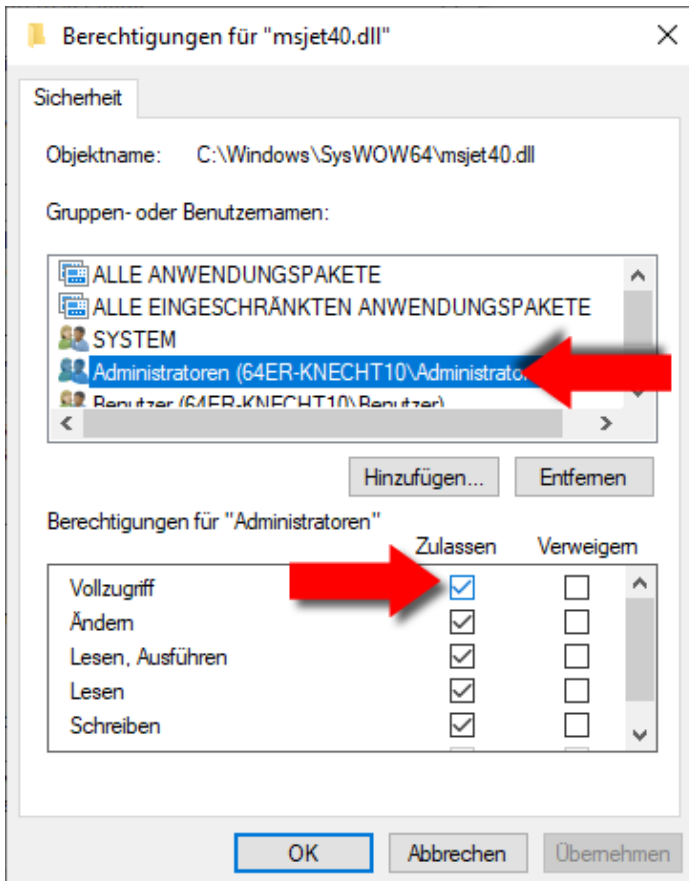 Berechtigungen für "msjet40.dll"
Sicherheit
Objektname: C:\Windows\SysWOW64\msjet40.dll
Gruppen- oder Benutzernamen:
ALLE ANWENDUNGSPAKETE
ALLE EINGESCHRÄNKTEN ANWENDUNGSPAKETE
SYSTEM
Administratoren (64ER-KNECHT10\Administrato
Benutzer (64ER-KNECHT10\Benutzer)
Hinzufügen... Entfernen
Berechtigungen für "Administratoren"
Zulassen Verweigern
Vollzugriff
Ändern
Lesen, Ausführen
Lesen
Schreiben
OK Abbrechen Übernehmen